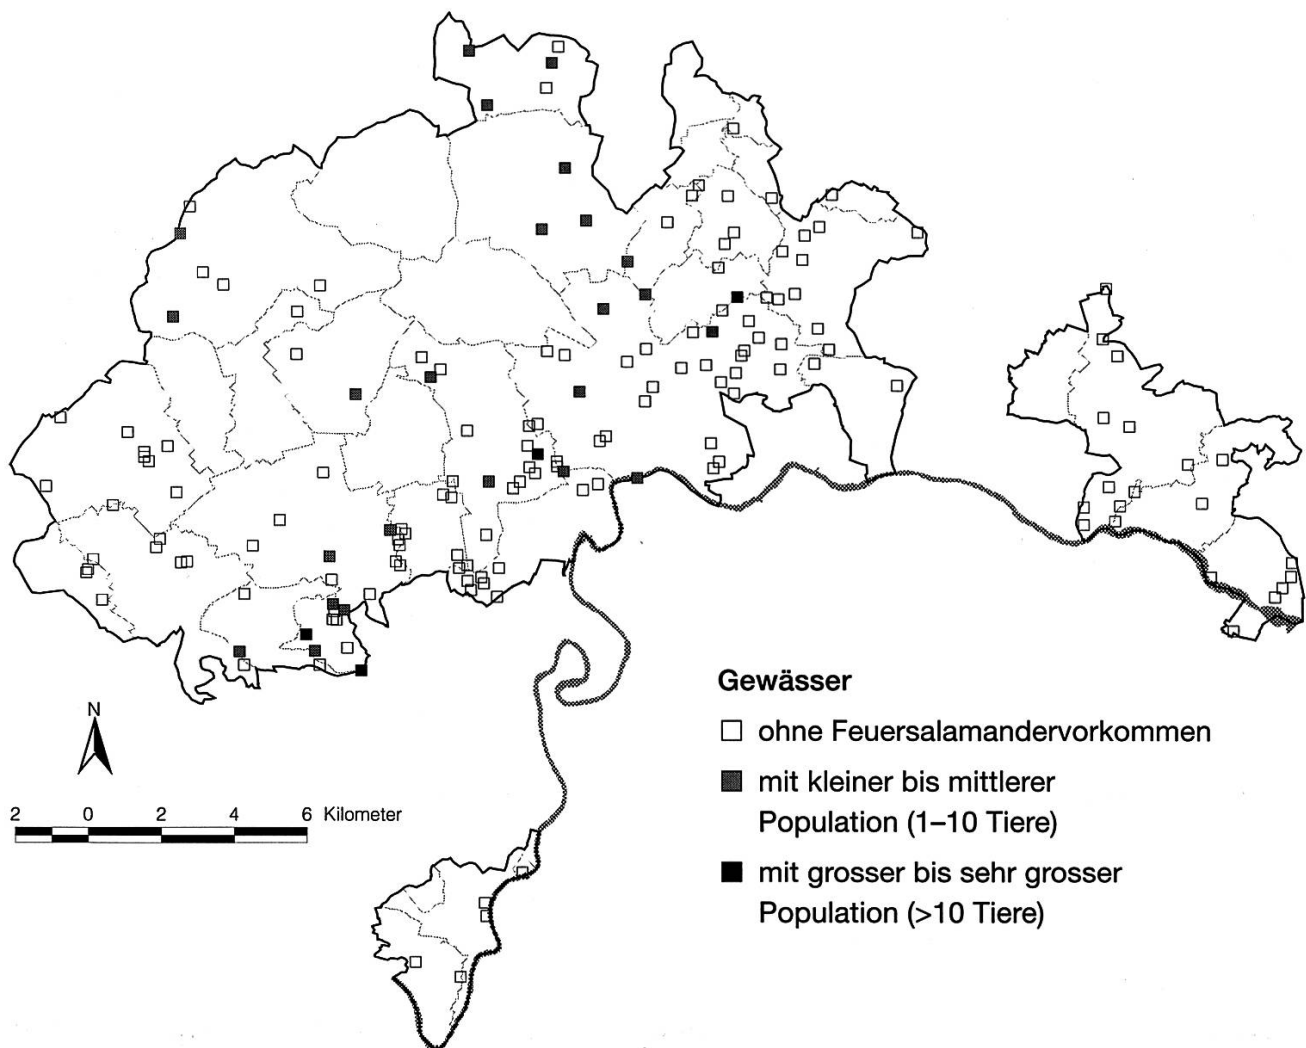 Gewässer
ohne Feuersalamandervorkommen
mit kleiner bis mittlerer
Population (1–10 Tiere)
mit grosser bis sehr grosser
Population (>10 Tiere)
N
2 0 2 4 6 Kilometer